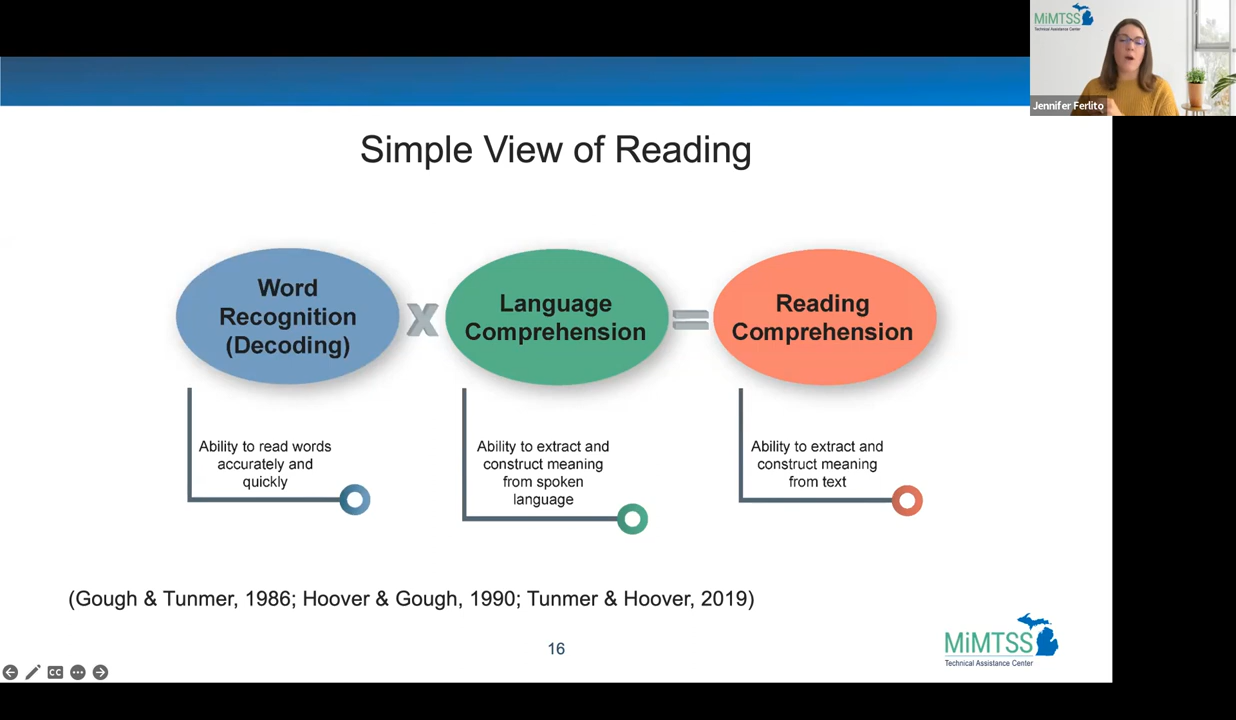 MiMTSS
Technical Assistance Center
Jennifer Ferlito
Simple View of Reading
Word
Recognition
(Decoding)
X
Language
Comprehension
=
Reading
Comprehension
Ability to read words
accurately and
quickly
Ability to extract and
construct meaning
from spoken
language
Ability to extract and
construct meaning
from text
(Gough & Tunmer, 1986; Hoover & Gough, 1990; Tunmer & Hoover, 2019)
16
MiMTSS
Technical Assistance Center
CC